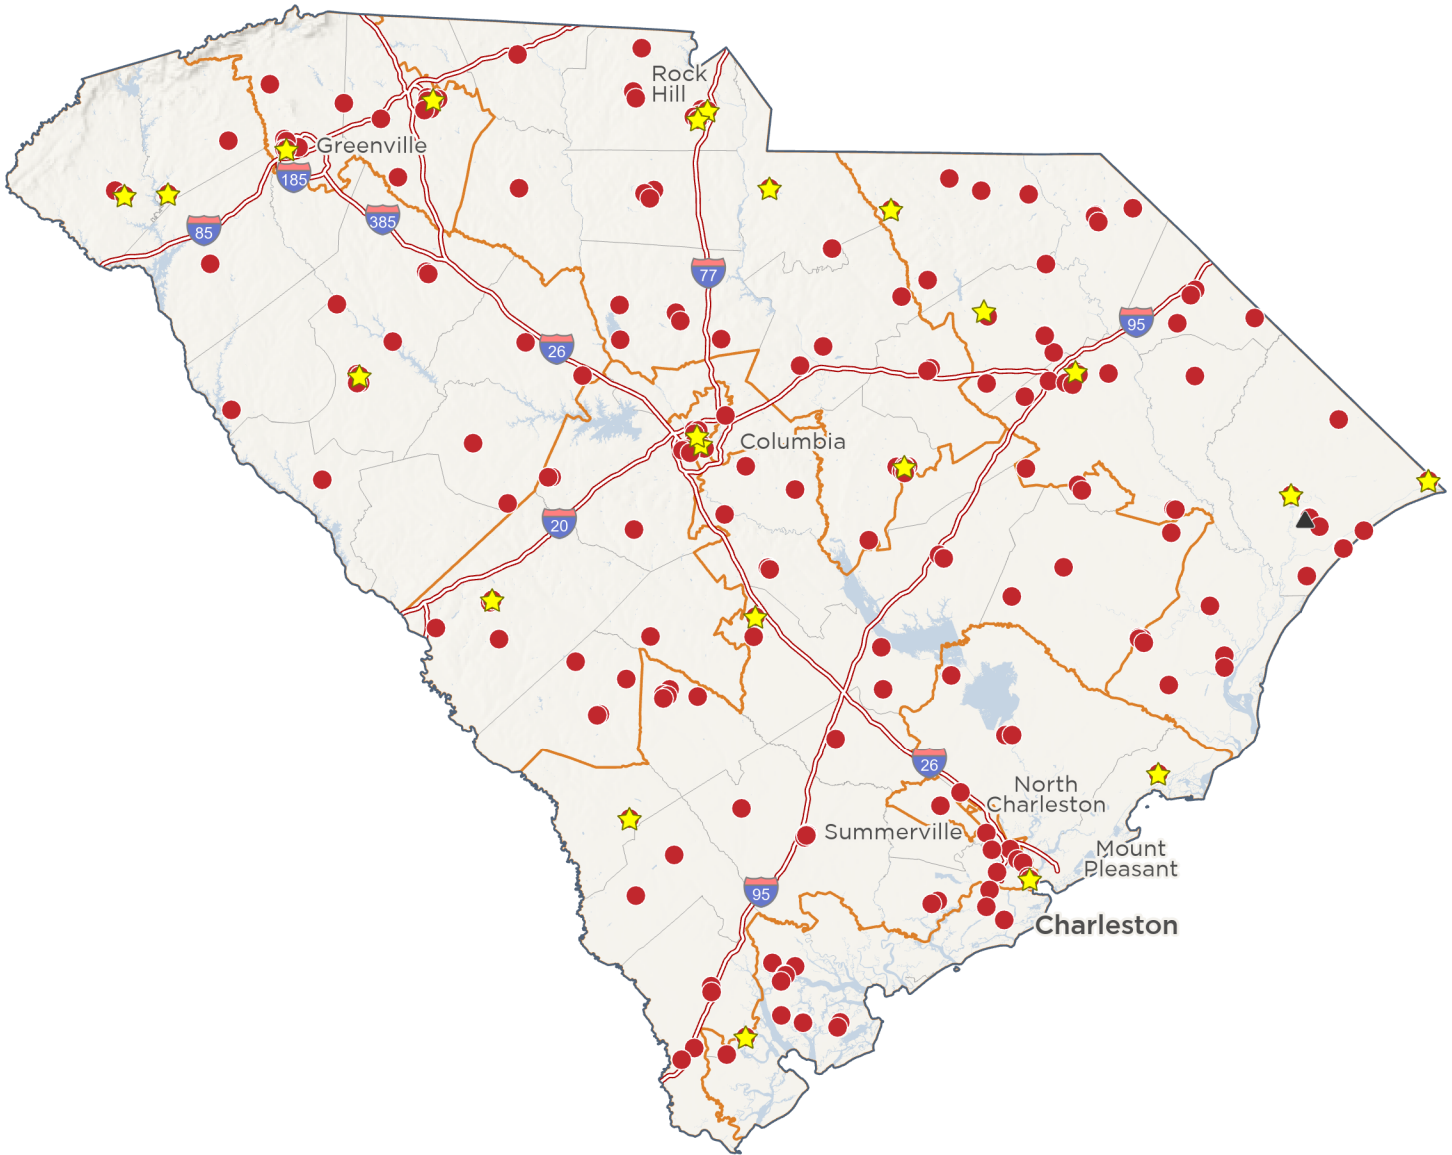 Rock
Hill
Greenville
185
385
85
77
95
26
Columbia
20
26
North
Charleston
Summerville
Mount
Pleasant
95
Charleston